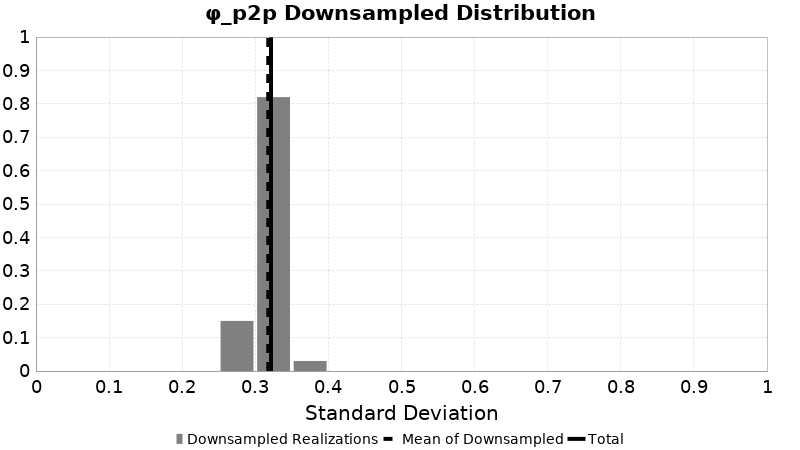 φ_p2p Downsampled Distribution
1
0.9
0.8
0.7
0.6
0.5
0.4
0.3
0.2
0.1
0
0 0.1 0.2 0.3 0.4 0.5 0.6 0.7 0.8 0.9 1
Standard Deviation
Downsampled Realizations Mean of Downsampled Total